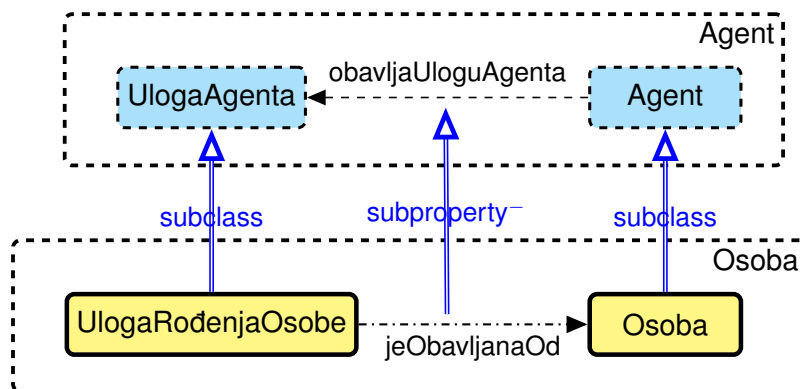 Agent
obavljaUloguAgenta
UlogaAgenta
Agent
subclass
subproperty⁻
subclass
Osoba
UlogaRođenjaOsobe
Osoba
jeObavljanaOd